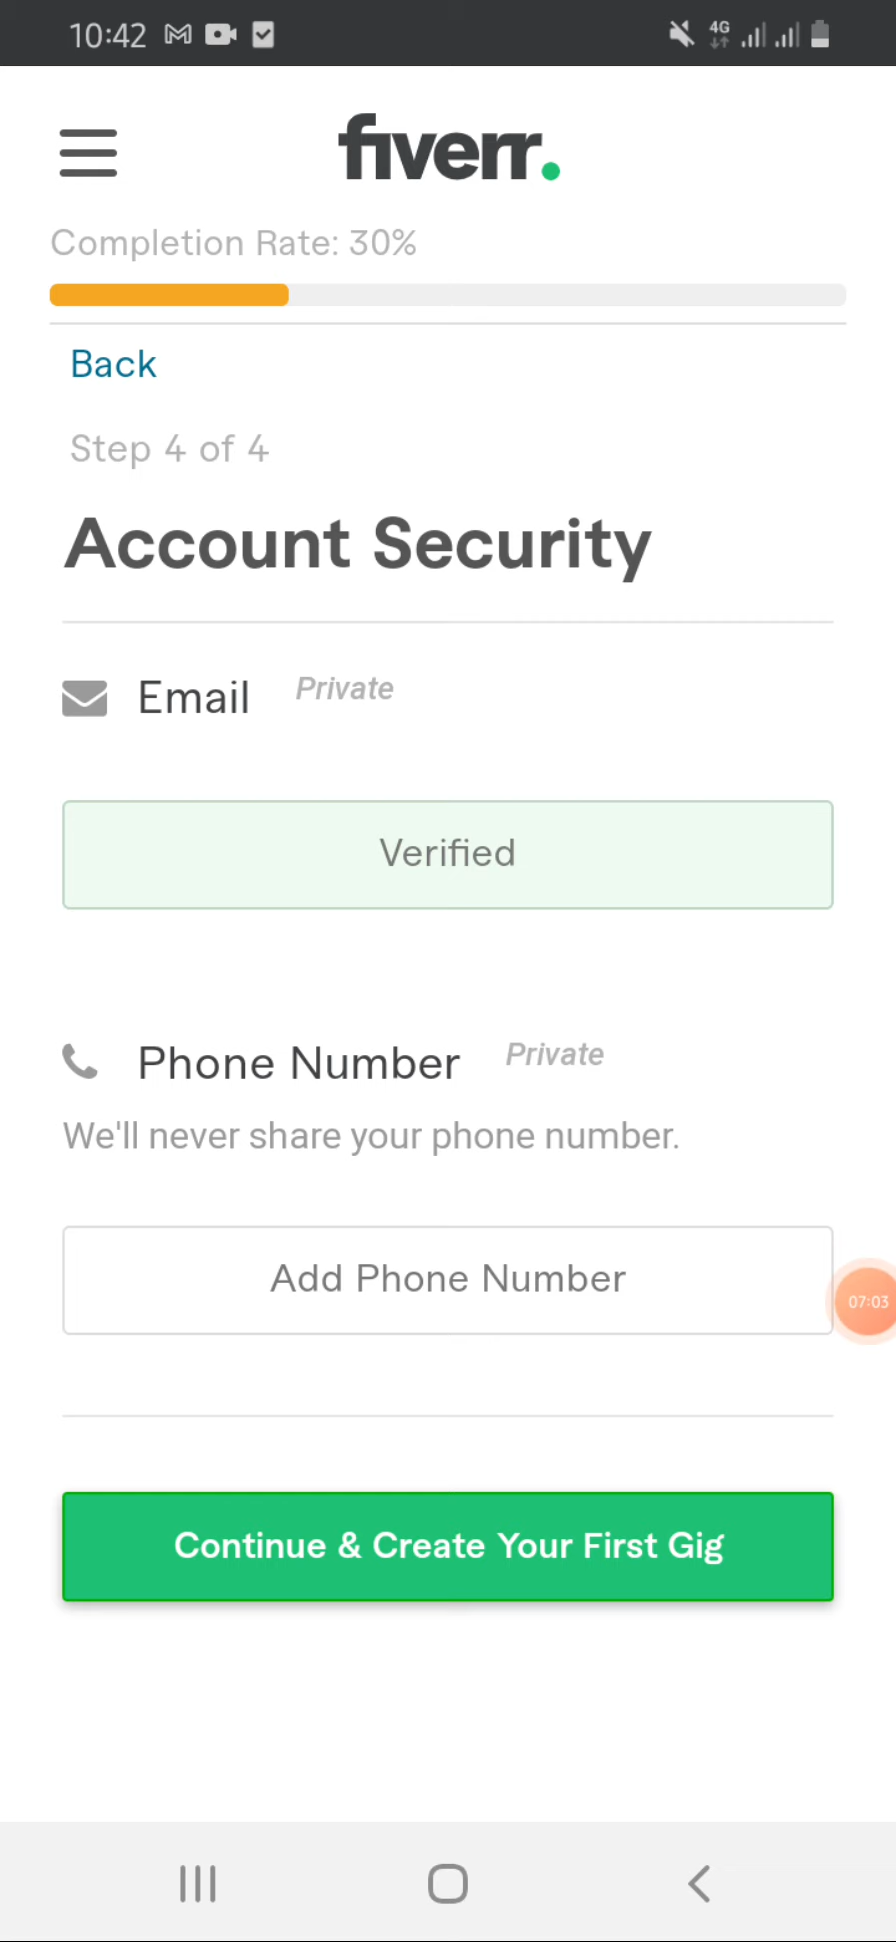 10:42
4G
fiverr.
Completion Rate: 30%
Back
Step 4 of 4
Account Security
Email Private
Verified
Phone Number Private
We'll never share your phone number.
Add Phone Number
07:03
Continue & Create Your First Gig